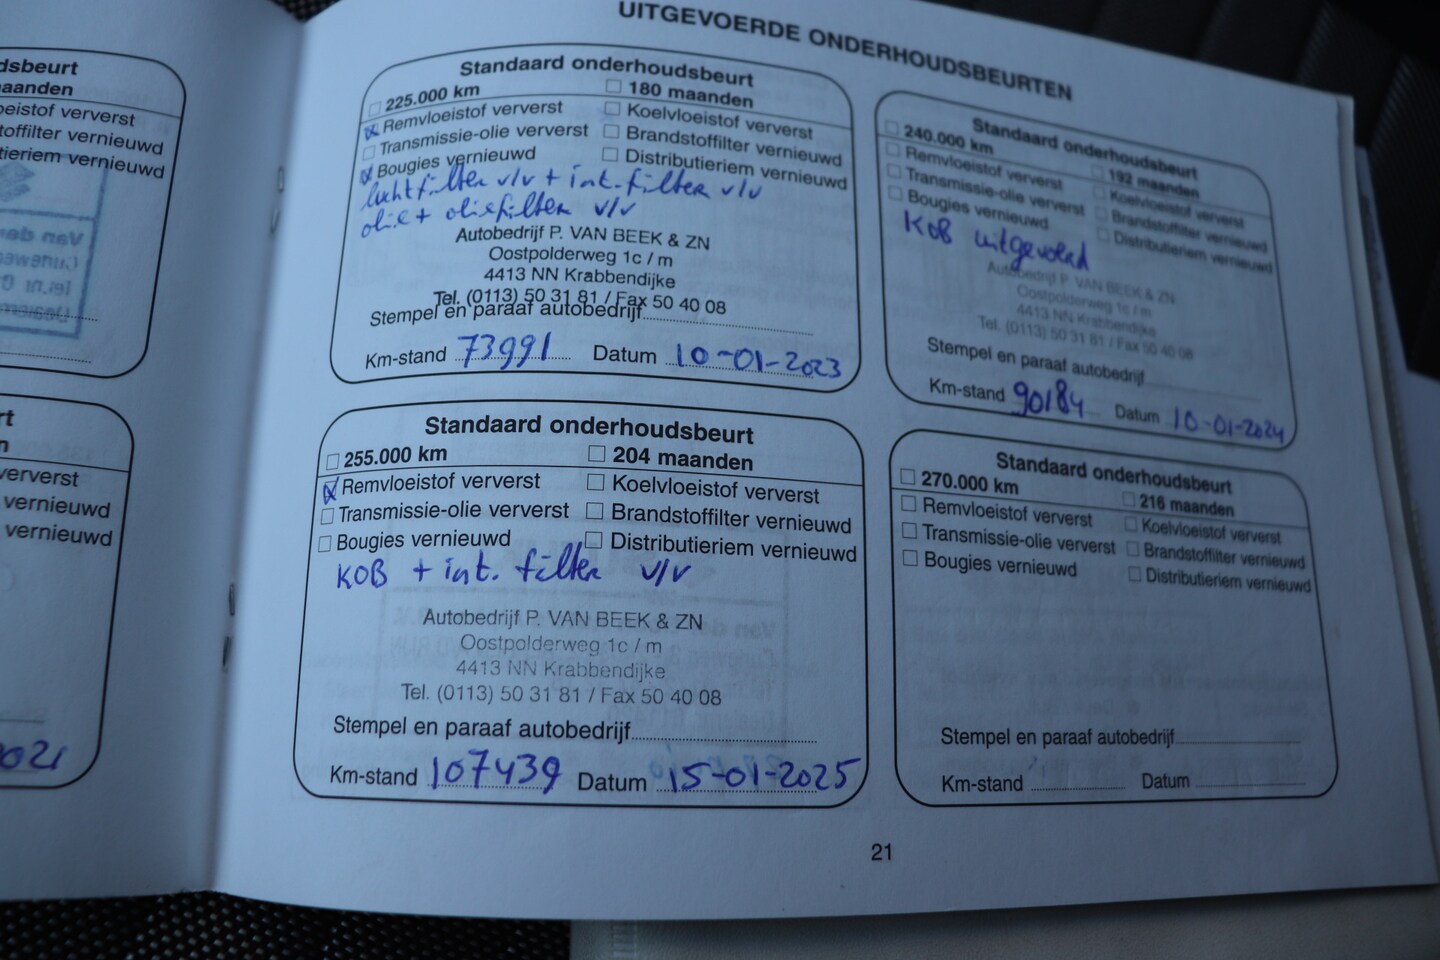 UITGEVOERDE ONDERHOUDSBEURTEN
dsbeurt
maanden
oeistof ververst
toffilter vernieuwd
tieriem vernieuwd
rt
n
ververst
vernieuwd
vernieuwd
2021
Standaard onderhoudsbeurt
225.000 km 180 maanden
Remvloeistof ververst Koelvloeistof ververst
Transmissie-olie ververst Brandstoffilter vernieuwd
Bougies vernieuwd Distributieriem vernieuwd
luchtfilter v/v + int. filter v/v
olie + oliefilter v/v
Autobedrijf P. VAN BEEK & ZN
Oostpolderweg 1c / m
4413 NN Krabbendijke
Tel. (0113) 50 31 81 / Fax 50 40 08
Stempel en paraaf autobedrijf
Km-stand 73991 Datum 10-01-2023
Standaard onderhoudsbeurt
240.000 km 192 maanden
Remvloeistof ververst Koelvloeistof ververst
Transmissie-olie ververst Brandstoffilter vernieuwd
Bougies vernieuwd Distributieriem vernieuwd
KOB uitgevoerd
Autobedrijf P. VAN BEEK & ZN
Oostpolderweg 1c / m
4413 NN Krabbendijke
Tel. (0113) 50 31 81 / Fax 50 40 08
Stempel en paraaf autobedrijf
Km-stand 90184 Datum 10-01-2024
Standaard onderhoudsbeurt
255.000 km 204 maanden
Remvloeistof ververst Koelvloeistof ververst
Transmissie-olie ververst Brandstoffilter vernieuwd
Bougies vernieuwd Distributieriem vernieuwd
KOB + int. filter v/v
Autobedrijf P. VAN BEEK & ZN
Oostpolderweg 1c / m
4413 NN Krabbendijke
Tel. (0113) 50 31 81 / Fax 50 40 08
Stempel en paraaf autobedrijf
Km-stand 107439 Datum 15-01-2025
Standaard onderhoudsbeurt
270.000 km 216 maanden
Remvloeistof ververst Koelvloeistof ververst
Transmissie-olie ververst Brandstoffilter vernieuwd
Bougies vernieuwd Distributieriem vernieuwd
Stempel en paraaf autobedrijf
Km-stand Datum
21